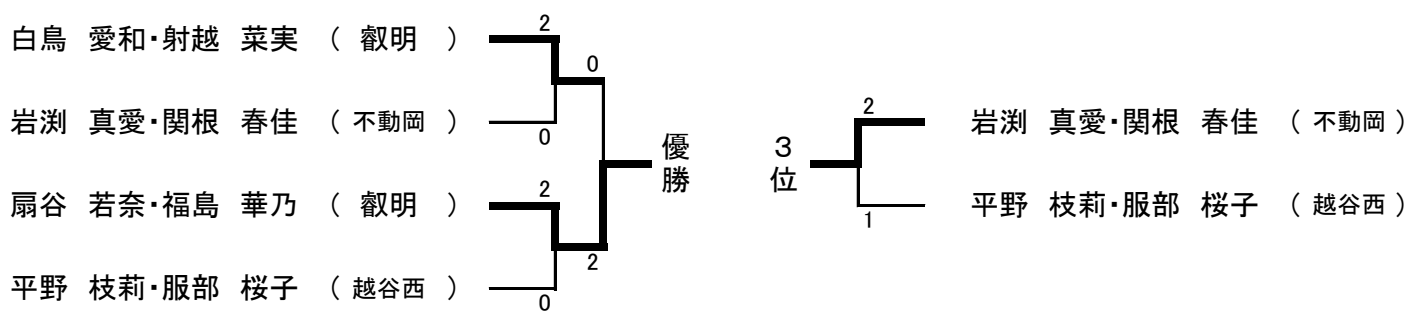 白鳥 愛和・射越 菜実 ( 叡明 ) 2
0
岩渕 真愛・関根 春佳 ( 不動岡 ) 0
優勝
扇谷 若奈・福島 華乃 ( 叡明 ) 2
2
平野 枝莉・服部 桜子 ( 越谷西 ) 0
3位
2 岩渕 真愛・関根 春佳 ( 不動岡 )
1 平野 枝莉・服部 桜子 ( 越谷西 )